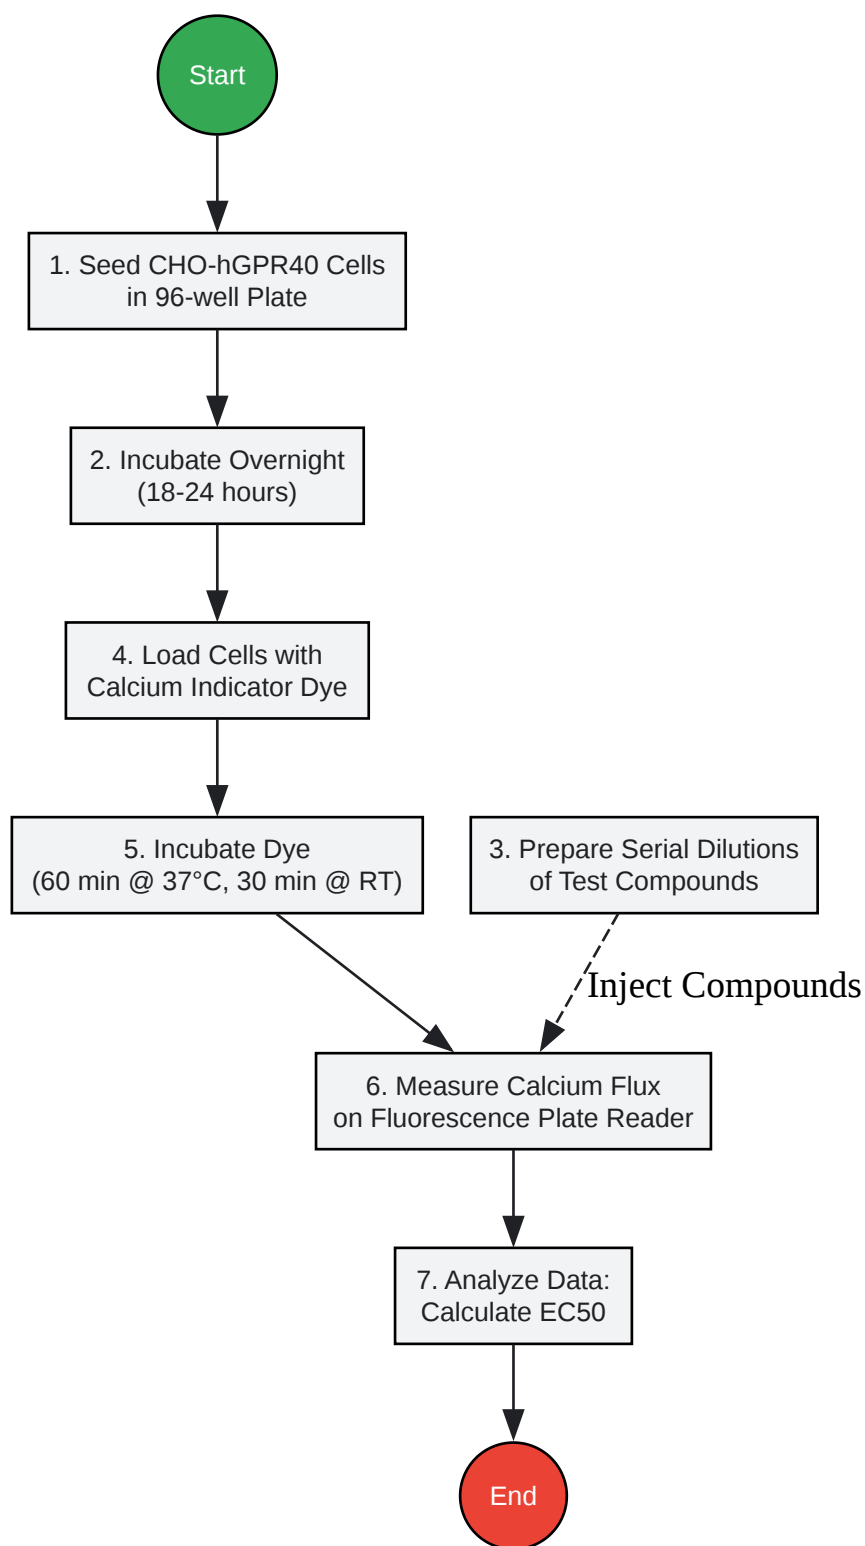 Start
1. Seed CHO-hGPR40 Cells
in 96-well Plate
2. Incubate Overnight
(18-24 hours)
4. Load Cells with
Calcium Indicator Dye
5. Incubate Dye
(60 min @ 37°C, 30 min @ RT)
3. Prepare Serial Dilutions
of Test Compounds
Inject Compounds
6. Measure Calcium Flux
on Fluorescence Plate Reader
7. Analyze Data:
Calculate EC50
End